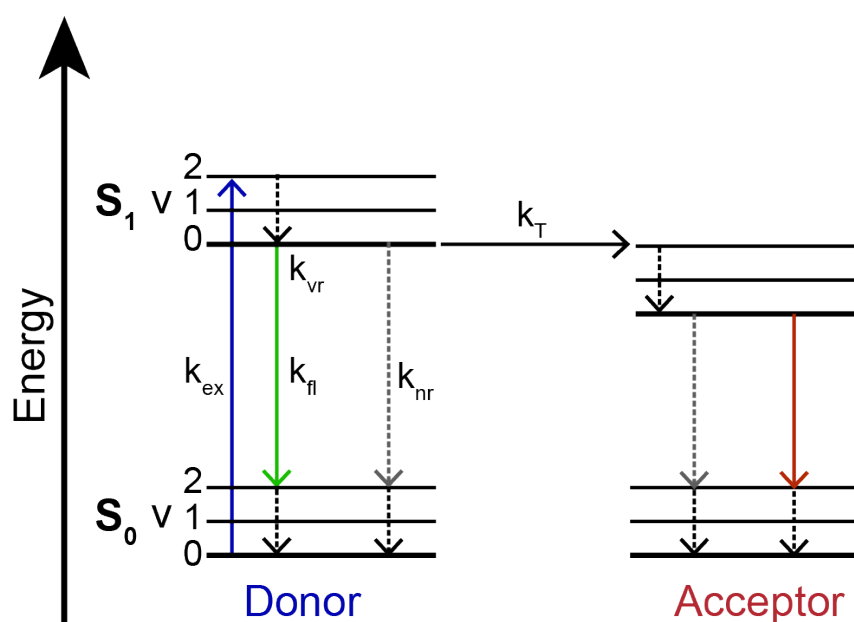 Energy
S1 v 2
1
0
kT
kvr
kex
kfl
knr
S0 v 2
1
0
Donor
Acceptor